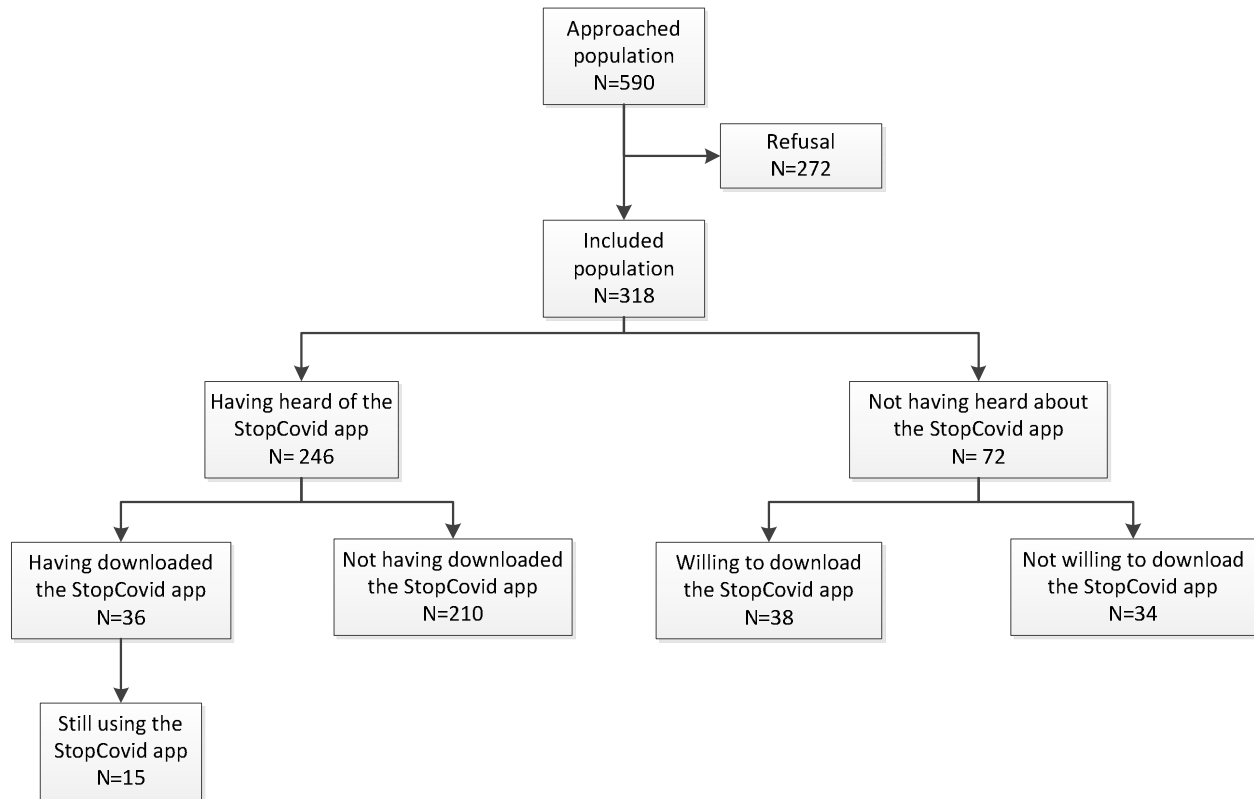 Approached
population
N=590
Refusal
N=272
Included
population
N=318
Having heard of the
StopCovid app
N= 246
Not having heard about
the StopCovid app
N= 72
Having downloaded
the StopCovid app
N=36
Not having downloaded
the StopCovid app
N=210
Willing to download
the StopCovid app
N=38
Not willing to download
the StopCovid app
N=34
Still using the
StopCovid app
N=15